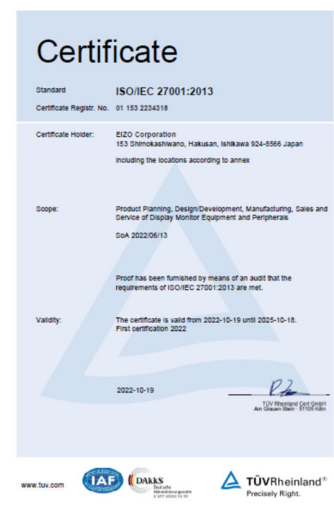 Certificate
Standard ISO/IEC 27001:2013
Certificate Registr. No. 01 153 2234318
Certificate Holder: EIZO Corporation
153 Shimokashiwano, Hakusan, Ishikawa 924-8566 Japan
including the locations according to annex
Scope: Product Planning, Design/Development, Manufacturing, Sales and
Service of Display Monitor Equipment and Peripherals
SoA 2022/06/13
Proof has been furnished by means of an audit that the
requirements of ISO/IEC 27001:2013 are met.
Validity: The certificate is valid from 2022-10-19 until 2025-10-18.
First certification 2022
2022-10-19
TÜV Rheinland Cert GmbH
Am Grauen Stein · 51105 Köln
www.tuv.com
IAF
DAkkS
Deutsche
Akkreditierungsstelle
TÜVRheinland®
Precisely Right.